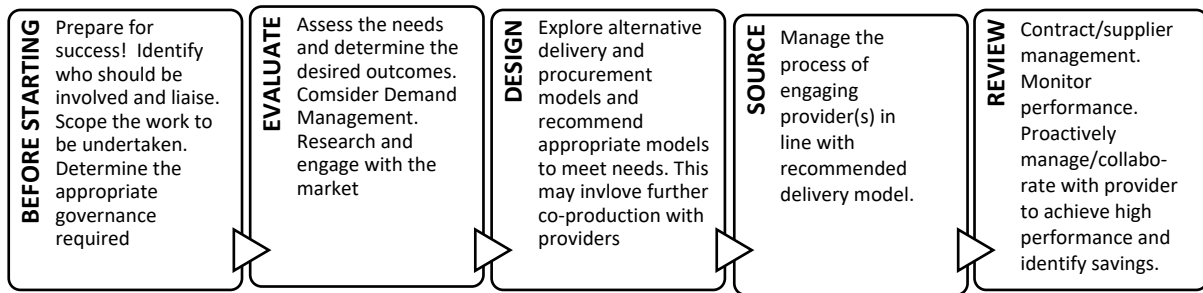 BEFORE STARTING
Prepare for
success!  Identify
who should be
involved and liaise.
Scope the work to
be undertaken.
Determine the
appropriate
governance
required
EVALUATE
Assess the needs
and determine the
desired outcomes.
Comsider Demand
Management.
Research and
engage with the
market
DESIGN
Explore alternative
delivery and
procurement
models and
recommend
appropriate models
to meet needs. This
may invlove further
co-production with
providers
SOURCE
Manage the
process of
engaging
provider(s) in
line with
recommended
delivery model.
REVIEW
Contract/supplier
management.
Monitor
performance.
Proactively
manage/collabo-
rate with provider
to achieve high
performance and
identify savings.